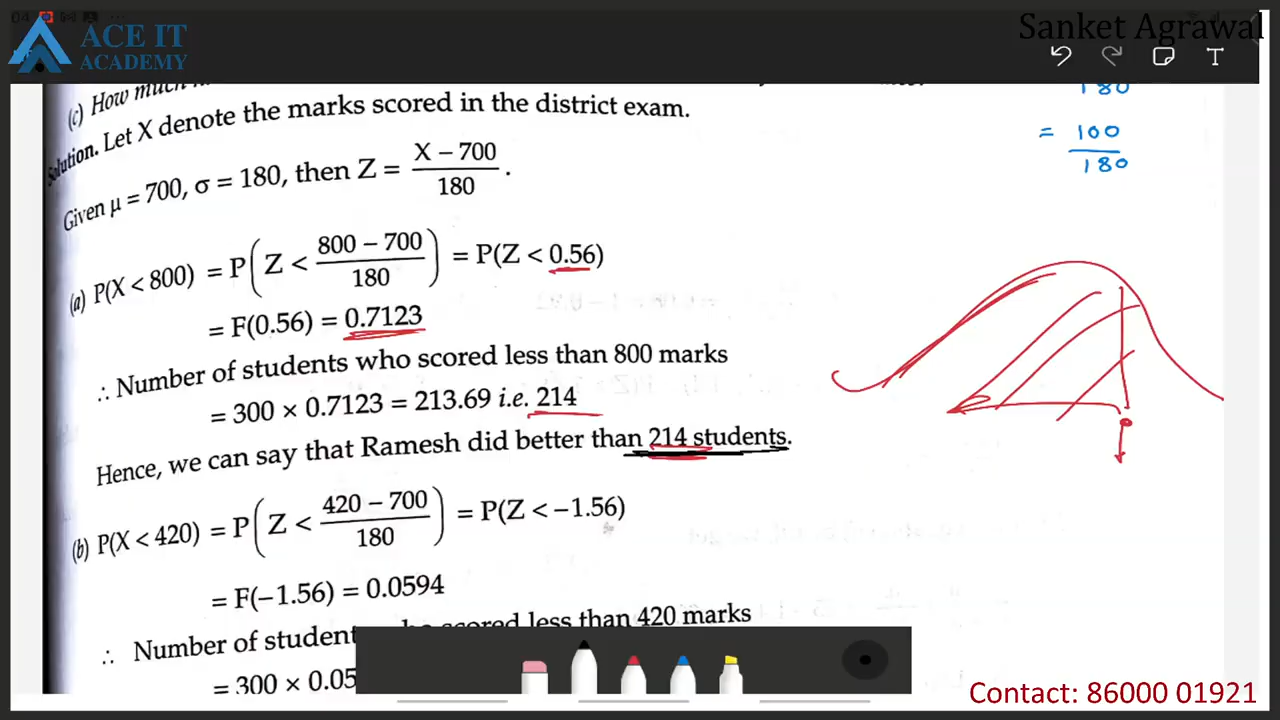 04
Sanket Agrawal
ACE IT
ACADEMY
T
(c) How much
Solution. Let X denote the marks scored in the district exam.
Given μ = 700, σ = 180, then Z = (X − 700)/180.
(a) P(X < 800) = P(Z < (800 − 700)/180) = P(Z < 0.56)
= F(0.56) = 0.7123
∴ Number of students who scored less than 800 marks
= 300 × 0.7123 = 213.69 i.e. 214
Hence, we can say that Ramesh did better than 214 students.
(b) P(X < 420) = P(Z < (420 − 700)/180) = P(Z < −1.56)
= F(−1.56) = 0.0594
∴ Number of student scored less than 420 marks
= 300 × 0.05
180
= 100
180
Contact: 86000 01921